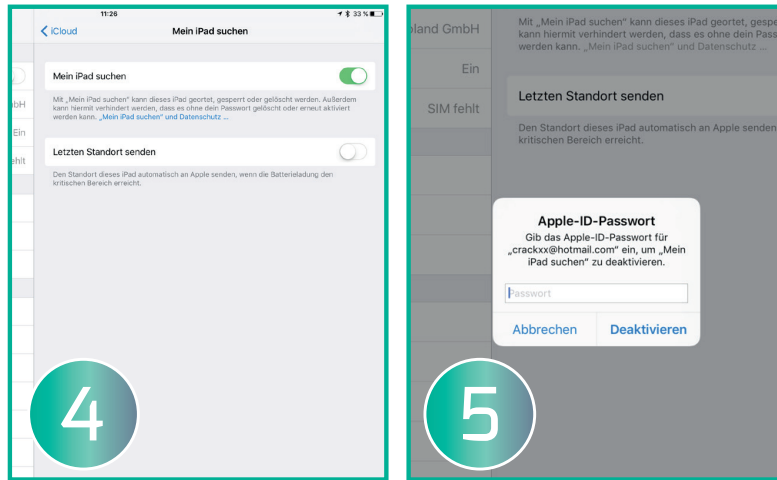 11:26
33 %
iCloud
Mein iPad suchen
Mein iPad suchen
Mit „Mein iPad suchen“ kann dieses iPad geortet, gesperrt oder gelöscht werden. Außerdem
kann hiermit verhindert werden, dass es ohne dein Passwort gelöscht oder erneut aktiviert
werden kann. „Mein iPad suchen“ und Datenschutz ...
Letzten Standort senden
Den Standort dieses iPad automatisch an Apple senden, wenn die Batterieladung den
kritischen Bereich erreicht.
Ein
4
GmbH
Ein
SIM fehlt
Mit „Mein iPad suchen“ kann dieses iPad geortet,
kann hiermit verhindert werden, dass es ohne dein
werden kann. „Mein iPad suchen“ und Datenschutz ...
Letzten Standort senden
Den Standort dieses iPad automatisch an Apple senden
kritischen Bereich erreicht.
Apple-ID-Passwort
Gib das Apple-ID-Passwort für
„crackxx@hotmail.com“ ein, um „Mein
iPad suchen“ zu deaktivieren.
Passwort
Abbrechen
Deaktivieren
5